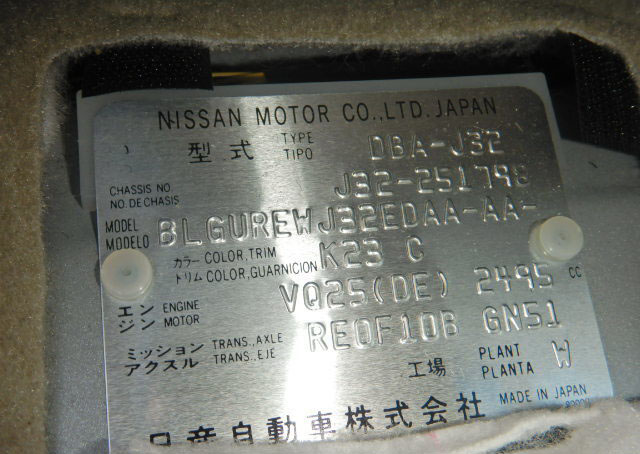 NISSAN MOTOR CO.,LTD. JAPAN
型式 TYPE TIPO DBA-J32
CHASSIS NO NO. DE CHASIS J32-251798
MODEL MODELO BLGUREWJ32EDAA-AA-
カラー COLOR, TRIM トリム COLOR, GUARNICION K23 C
エンジン ENGINE MOTOR VQ25(DE) 2495 CC
ミッション アクスル TRANS., AXLE TRANS., EJE RE0F10B GN51
工場 PLANT PLANTA W
日産自動車株式会社 MADE IN JAPAN